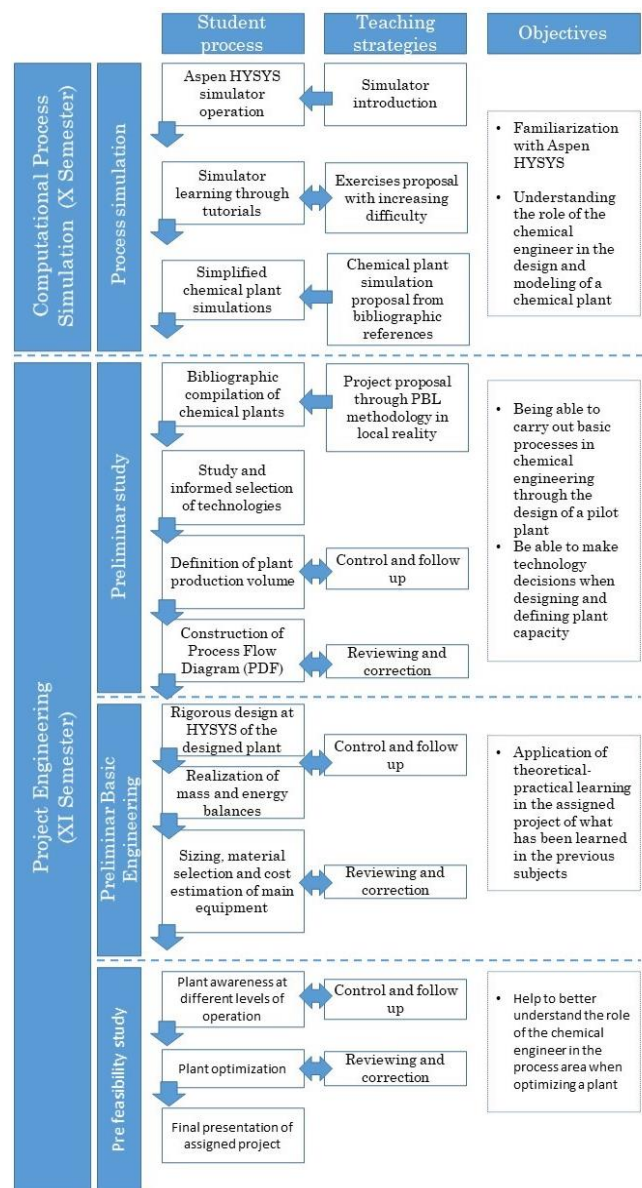 Student
process
Teaching
strategies
Objectives
Computational Process
Simulation (X Semester)
Process simulation
Aspen HYSYS
simulator
operation
Simulator
introduction
Simulator
learning through
tutorials
Exercises proposal
with increasing
difficulty
Simplified
chemical plant
simulations
Chemical plant
simulation
proposal from
bibliographic
references
• Familiarization
with Aspen
HYSYS
• Understanding
the role of the
chemical
engineer in the
design and
modeling of a
chemical plant
Project Engineering
(XI Semester)
Preliminar study
Bibliographic
compilation of
chemical plants
Project proposal
through PBL
methodology in
local reality
Study and
informed selection
of technologies
Definition of plant
production volume
Control and follow
up
Construction of
Process Flow
Diagram (PDF)
Reviewing and
correction
• Being able to
carry out basic
processes in
chemical
engineering
through the
design of a pilot
plant
• Be able to make
technology
decisions when
designing and
defining plant
capacity
Preliminar Basic
Engineering
Rigorous design at
HYSYS of the
designed plant
Control and follow
up
Realization of
mass and energy
balances
Sizing, material
selection and cost
estimation of main
equipment
Reviewing and
correction
• Application of
theoretical-
practical learning
in the assigned
project of what
has been learned
in the previous
subjects
Pre feasibility study
Plant awareness at
different levels of
operation
Control and follow
up
Plant optimization
Reviewing and
correction
Final presentation of
assigned project
• Help to better
understand the role
of the chemical
engineer in the
process area when
optimizing a plant